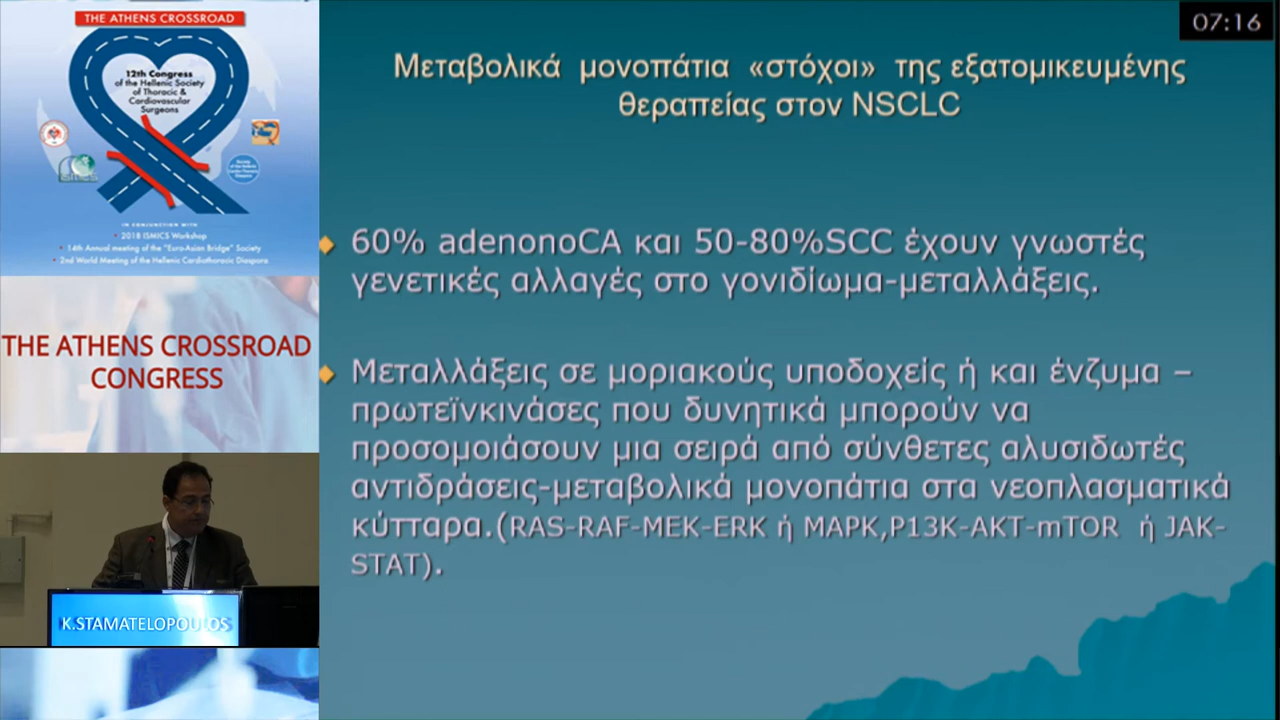 THE ATHENS CROSSROAD
12th Congress
of the Hellenic Society
of Thoracic &
Cardiovascular
Surgeons
IN CONJUNCTION WITH
• 2018 ISMICS Workshop
• 14th Annual meeting of the "Euro-Asian Bridge" Society
• 2nd World Meeting of the Hellenic Cardiothoracic Diaspora
THE ATHENS CROSSROAD
CONGRESS
K.STAMATELOPOULOS
07:16
Μεταβολικά μονοπάτια «στόχοι» της εξατομικευμένης
θεραπείας στον NSCLC
60% adenonoCA και 50-80%SCC έχουν γνωστές
γενετικές αλλαγές στο γονιδίωμα-μεταλλάξεις.
Μεταλλάξεις σε μοριακούς υποδοχείς ή και ένζυμα –
πρωτεϊνκινάσες που δυνητικά μπορούν να
προσομοιάσουν μια σειρά από σύνθετες αλυσιδωτές
αντιδράσεις-μεταβολικά μονοπάτια στα νεοπλασματικά
κύτταρα.(RAS-RAF-MEK-ERK ή MAPK,P13K-AKT-mTOR ή JAK-
STAT).